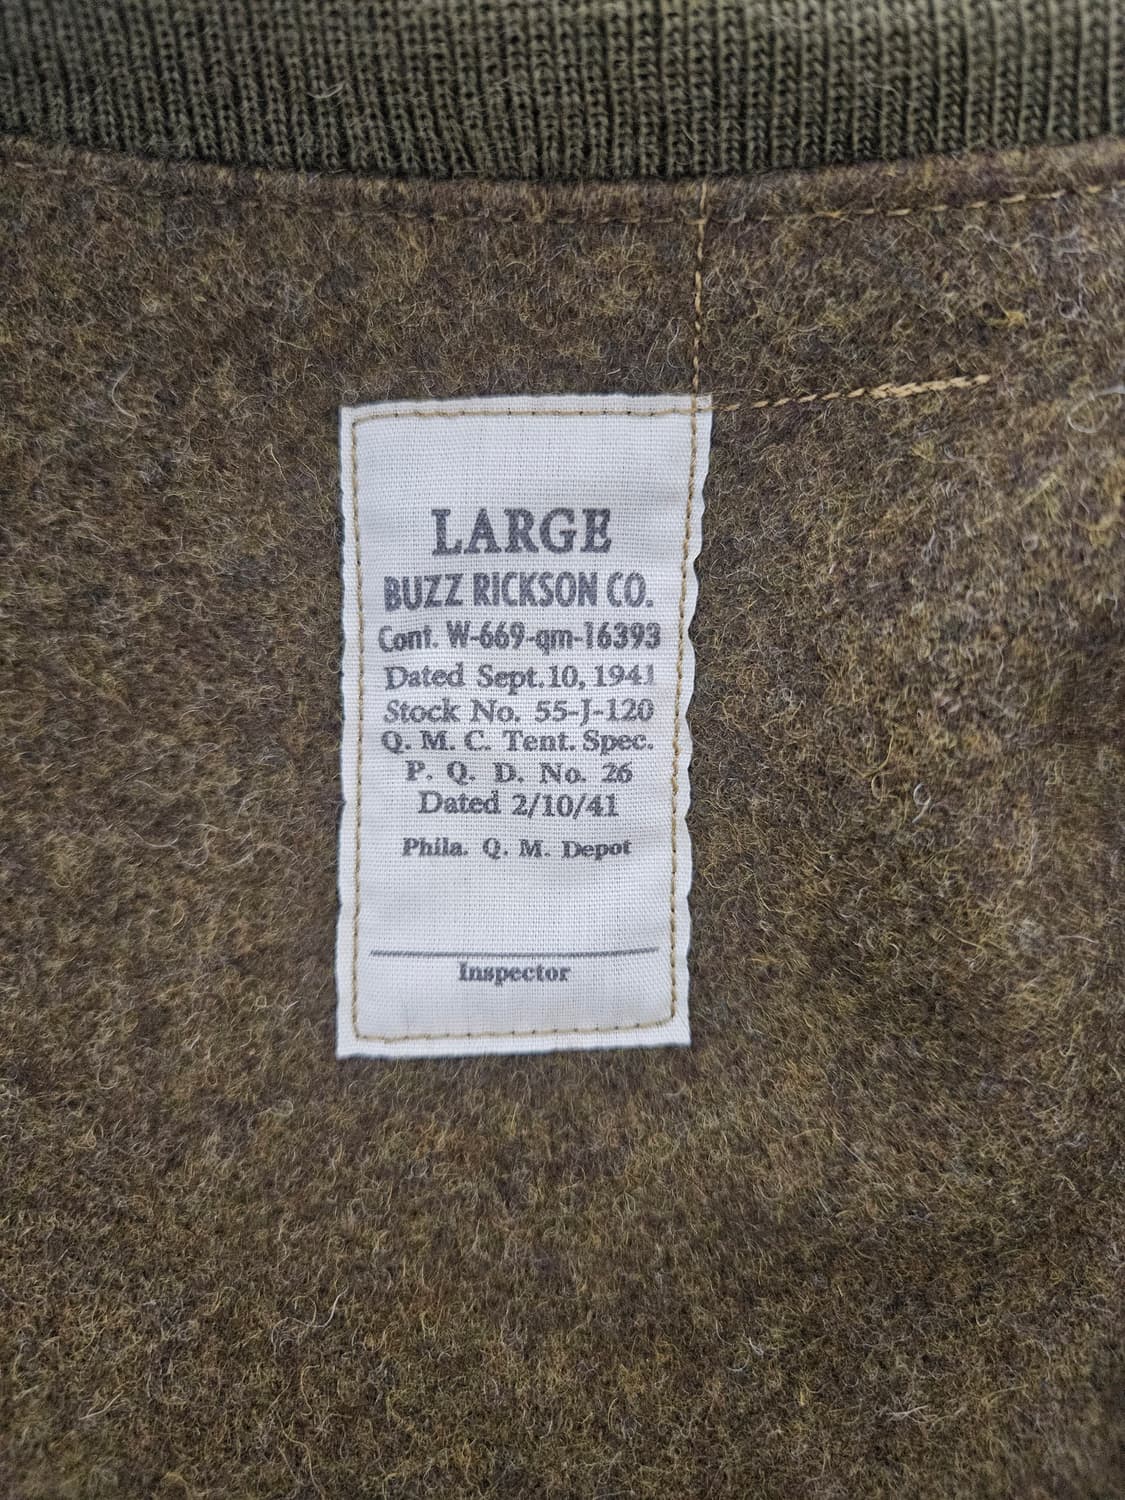 LARGE
BUZZ RICKSON CO.
Cont. W-669-qm-16393
Dated Sept. 10, 1941
Stock No. 55-J-120
Q. M. C. Tent. Spec.
P. Q. D. No. 26
Dated 2/10/41
Phila. Q. M. Depot
Inspector